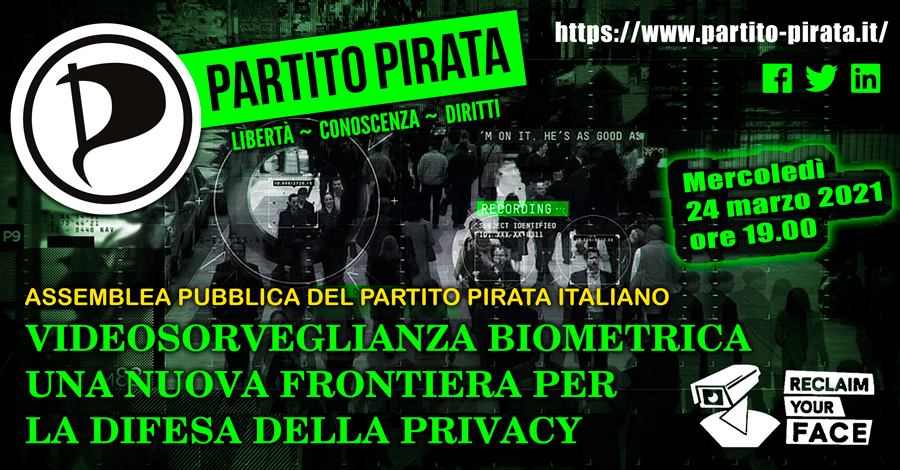 https://www.partito-pirata.it/
PARTITO PIRATA
LIBERTÀ ~ CONOSCENZA ~ DIRITTI
'M ON IT. HE'S AS GOOD AS
Mercoledì
24 marzo 2021
ore 19.00
RECORDING
SUBJECT IDENTIFIED
P9
ASSEMBLEA PUBBLICA DEL PARTITO PIRATA ITALIANO
VIDEOSORVEGLIANZA BIOMETRICA
UNA NUOVA FRONTIERA PER
LA DIFESA DELLA PRIVACY
RECLAIM
YOUR
FACE